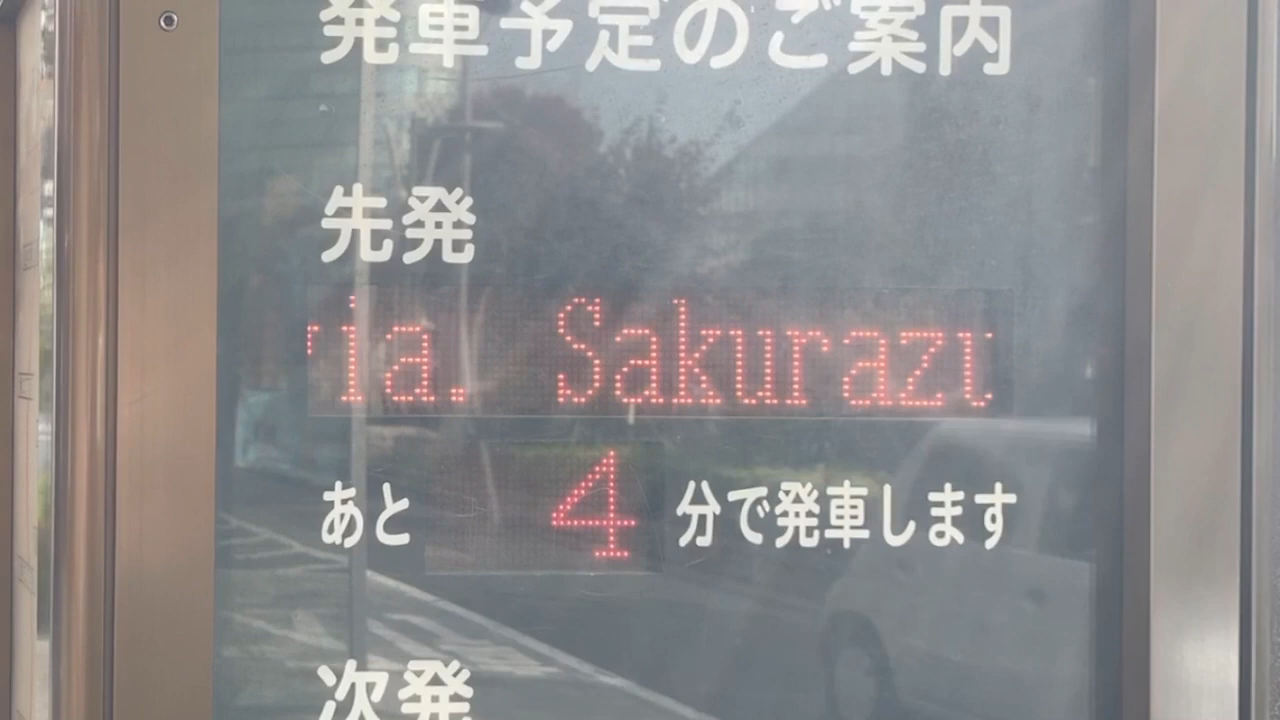 発車予定のご案内
先発
via. Sakurazu
あと 4 分で発車します
次発